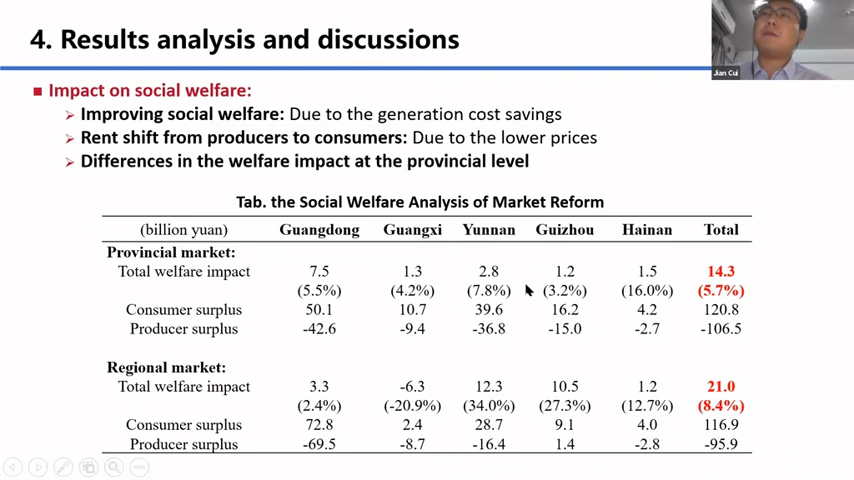 4. Results analysis and discussions
Jian Cui
Impact on social welfare:
Improving social welfare: Due to the generation cost savings
Rent shift from producers to consumers: Due to the lower prices
Differences in the welfare impact at the provincial level
Tab. the Social Welfare Analysis of Market Reform
(billion yuan) Guangdong Guangxi Yunnan Guizhou Hainan Total
Provincial market:
Total welfare impact 7.5 1.3 2.8 1.2 1.5 14.3
(5.5%) (4.2%) (7.8%) (3.2%) (16.0%) (5.7%)
Consumer surplus 50.1 10.7 39.6 16.2 4.2 120.8
Producer surplus -42.6 -9.4 -36.8 -15.0 -2.7 -106.5
Regional market:
Total welfare impact 3.3 -6.3 12.3 10.5 1.2 21.0
(2.4%) (-20.9%) (34.0%) (27.3%) (12.7%) (8.4%)
Consumer surplus 72.8 2.4 28.7 9.1 4.0 116.9
Producer surplus -69.5 -8.7 -16.4 1.4 -2.8 -95.9